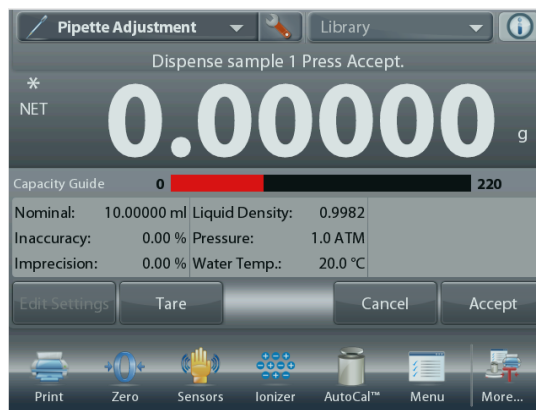 Pipette Adjustment Library
Dispense sample 1 Press Accept.
*
NET
0.00000 g
Capacity Guide 0 220
Nominal: 10.00000 ml Liquid Density: 0.9982
Inaccuracy: 0.00 % Pressure: 1.0 ATM
Imprecision: 0.00 % Water Temp.: 20.0 °C
Edit Settings Tare Cancel Accept
Print Zero Sensors Ionizer AutoCal™ Menu More...